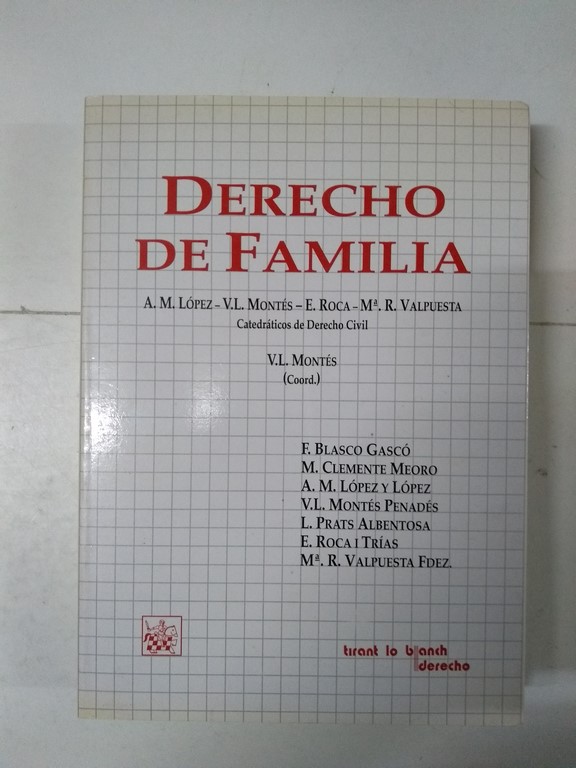 DERECHO
DE FAMILIA
A. M. LÓPEZ – V.L. MONTÉS – E. ROCA – Mª. R. VALPUESTA
Catedráticos de Derecho Civil
V.L. MONTÉS
(Coord.)
F. BLASCO GASCÓ
M. CLEMENTE MEORO
A. M. LÓPEZ Y LÓPEZ
V.L. MONTÉS PENADÉS
L. PRATS ALBENTOSA
E. ROCA I TRÍAS
Mª. R. VALPUESTA FDEZ.
tirant lo blanch
derecho